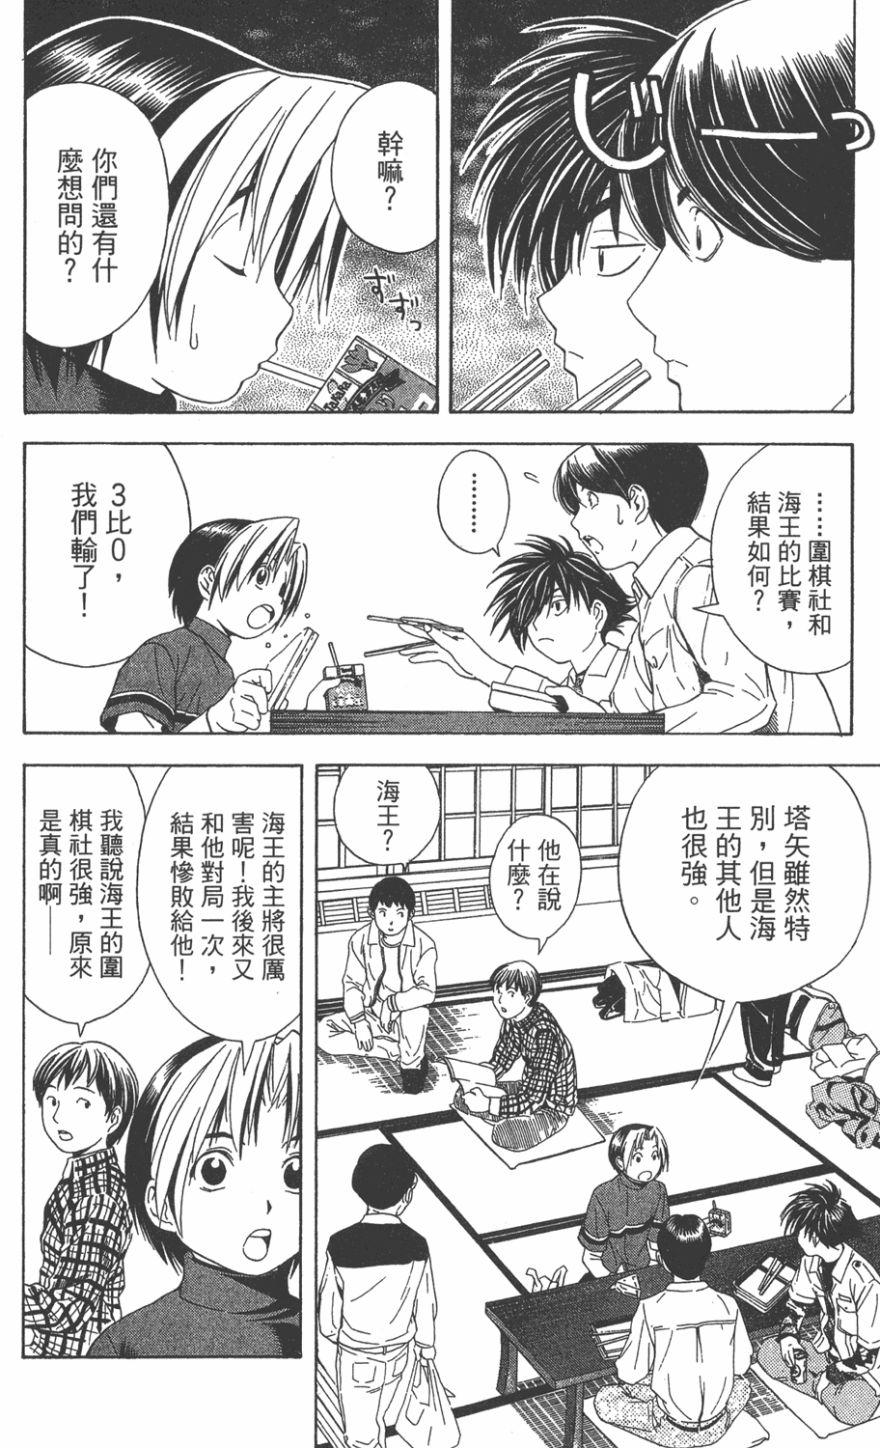 じーっ
幹嘛？
你們還有什
麼想問的？
ずずっ
TaKaRa
……圍棋社和
海王的比賽，
結果如何？
………
3比0，
我們輸了！
塔矢雖然特
別，但是海
王的其他人
也很強。
他在說
什麼？
海王？
海王的主將很厲
害呢！我後來又
和他對局一次，
結果慘敗給他！
我聽說海王的圍
棋社很強，原來
是真的啊——